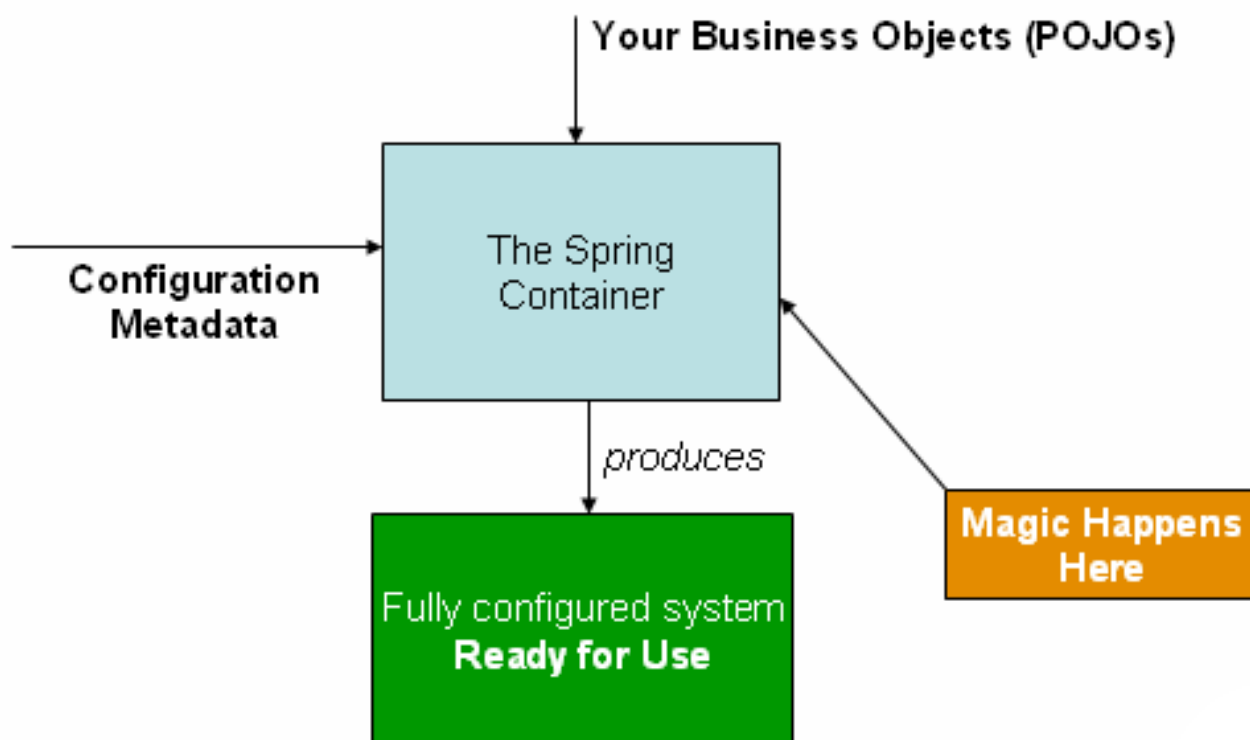 Your Business Objects (POJOs)
The Spring
Container
Configuration
Metadata
produces
Magic Happens
Here
Fully configured system
Ready for Use